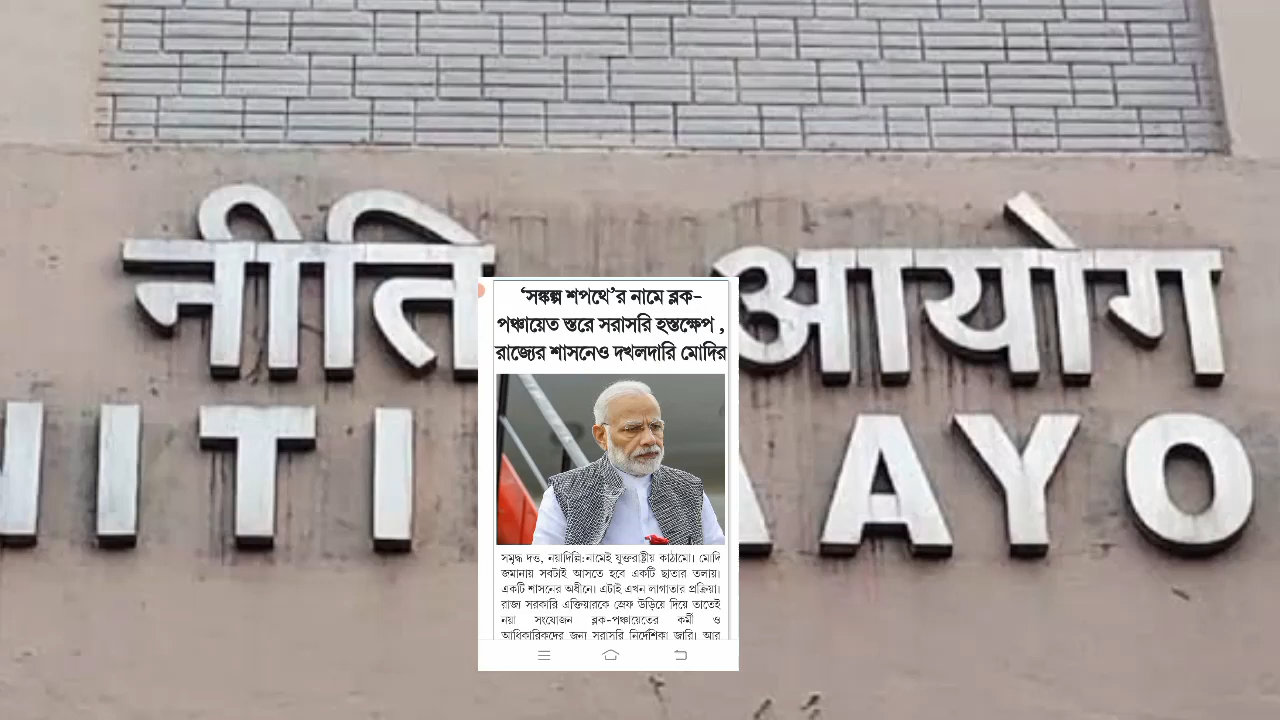 नीति आयोग
NITI AAYO
‘সঙ্কল্প শপথে’র নামে ব্লক-
পঞ্চায়েত স্তরে সরাসরি হস্তক্ষেপ ,
রাজ্যের শাসনেও দখলদারি মোদির
সমৃদ্ধ দত্ত, নয়াদিল্লি:নামেই যুক্তরাষ্ট্রীয় কাঠামো। মোদি
জমানায় সবটাই আসতে হবে একটি ছাতার তলায়।
একটি শাসনের অধীনে। এটাই এখন লাগাতার প্রক্রিয়া।
রাজ্য সরকারি এক্তিয়ারকে স্রেফ উড়িয়ে দিয়ে তাতেই
নয়া সংযোজন ব্লক-পঞ্চায়েতের কর্মী ও
আধিকারিকদের জন্য সরাসরি নির্দেশিকা জারি। আর